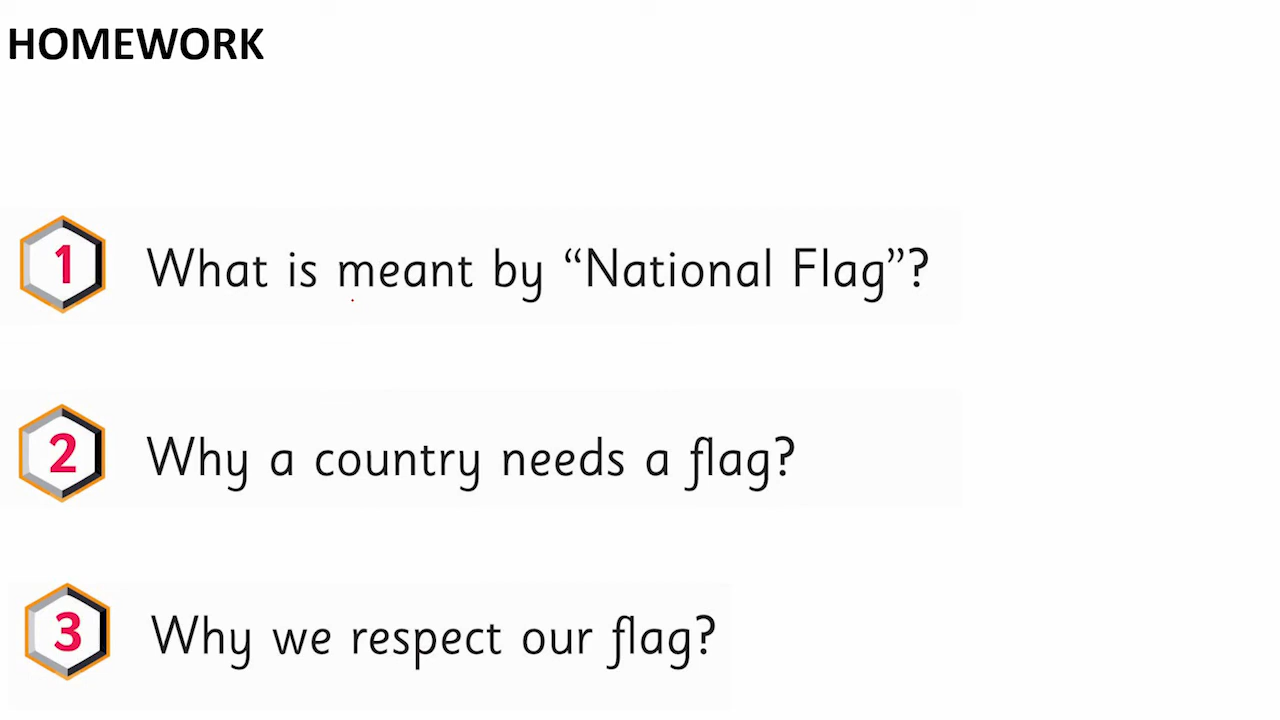 HOMEWORK
1 What is meant by “National Flag”?
2 Why a country needs a flag?
3 Why we respect our flag?